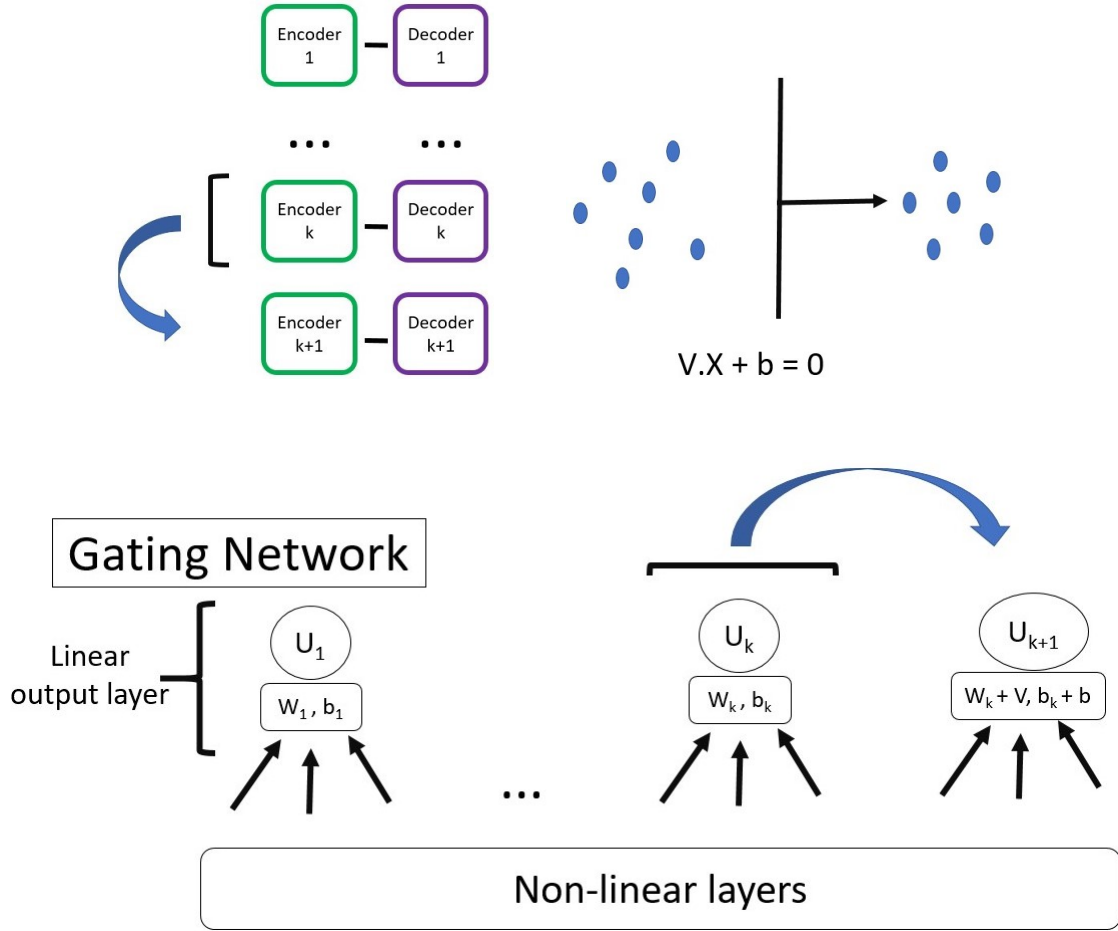 Encoder
1
Decoder
1
... ...
Encoder
k
Decoder
k
Encoder
k+1
Decoder
k+1
V.X + b = 0
Gating Network
Linear
output layer
U₁
W₁ , b₁
...
Uₖ
Wₖ , bₖ
Uₖ₊₁
Wₖ + V, bₖ + b
Non-linear layers